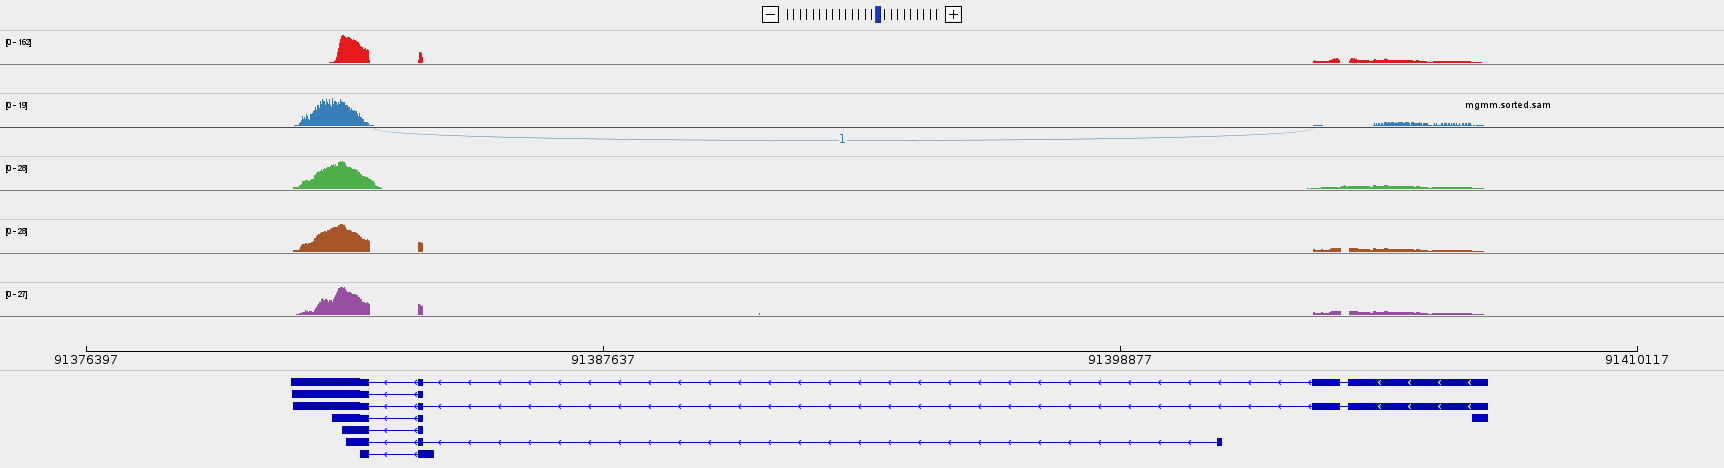 [0 - 162]
[0 - 19]
mgmm.sorted.sam
1
[0 - 28]
[0 - 28]
[0 - 27]
91376397 91387637 91398877 91410117